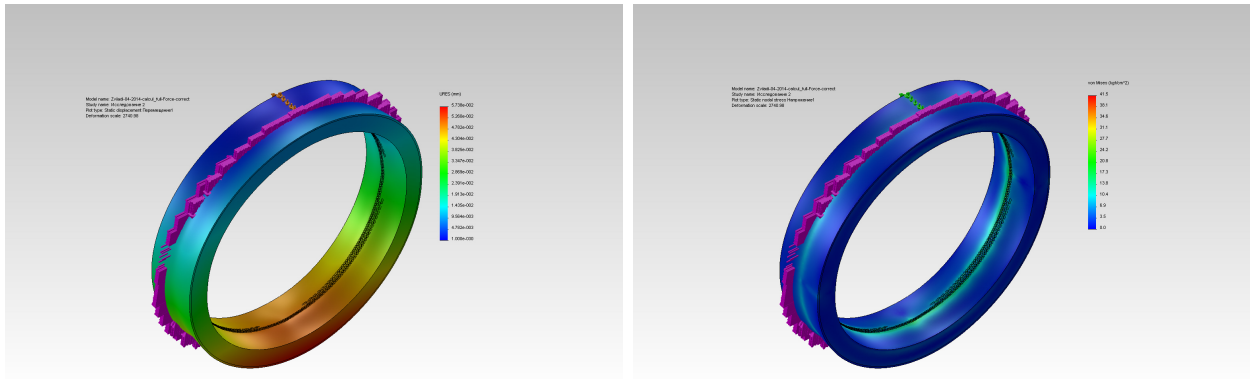 Model name: Zviladi-04-2014-calcul_full-Force-correct
Study name: Исследование 2
Plot type: Static displacement Перемещение1
Deformation scale: 2740.98
URES (mm)
5.738e-002
5.260e-002
4.782e-002
4.304e-002
3.825e-002
3.347e-002
2.869e-002
2.391e-002
1.913e-002
1.435e-002
9.564e-003
4.782e-003
1.000e-030
Model name: Zviladi-04-2014-calcul_full-Force-correct
Study name: Исследование 2
Plot type: Static nodal stress Напряжение1
Deformation scale: 2740.98
von Mises (kgf/cm^2)
41.5
38.1
34.6
31.1
27.7
24.2
20.8
17.3
13.8
10.4
6.9
3.5
0.0